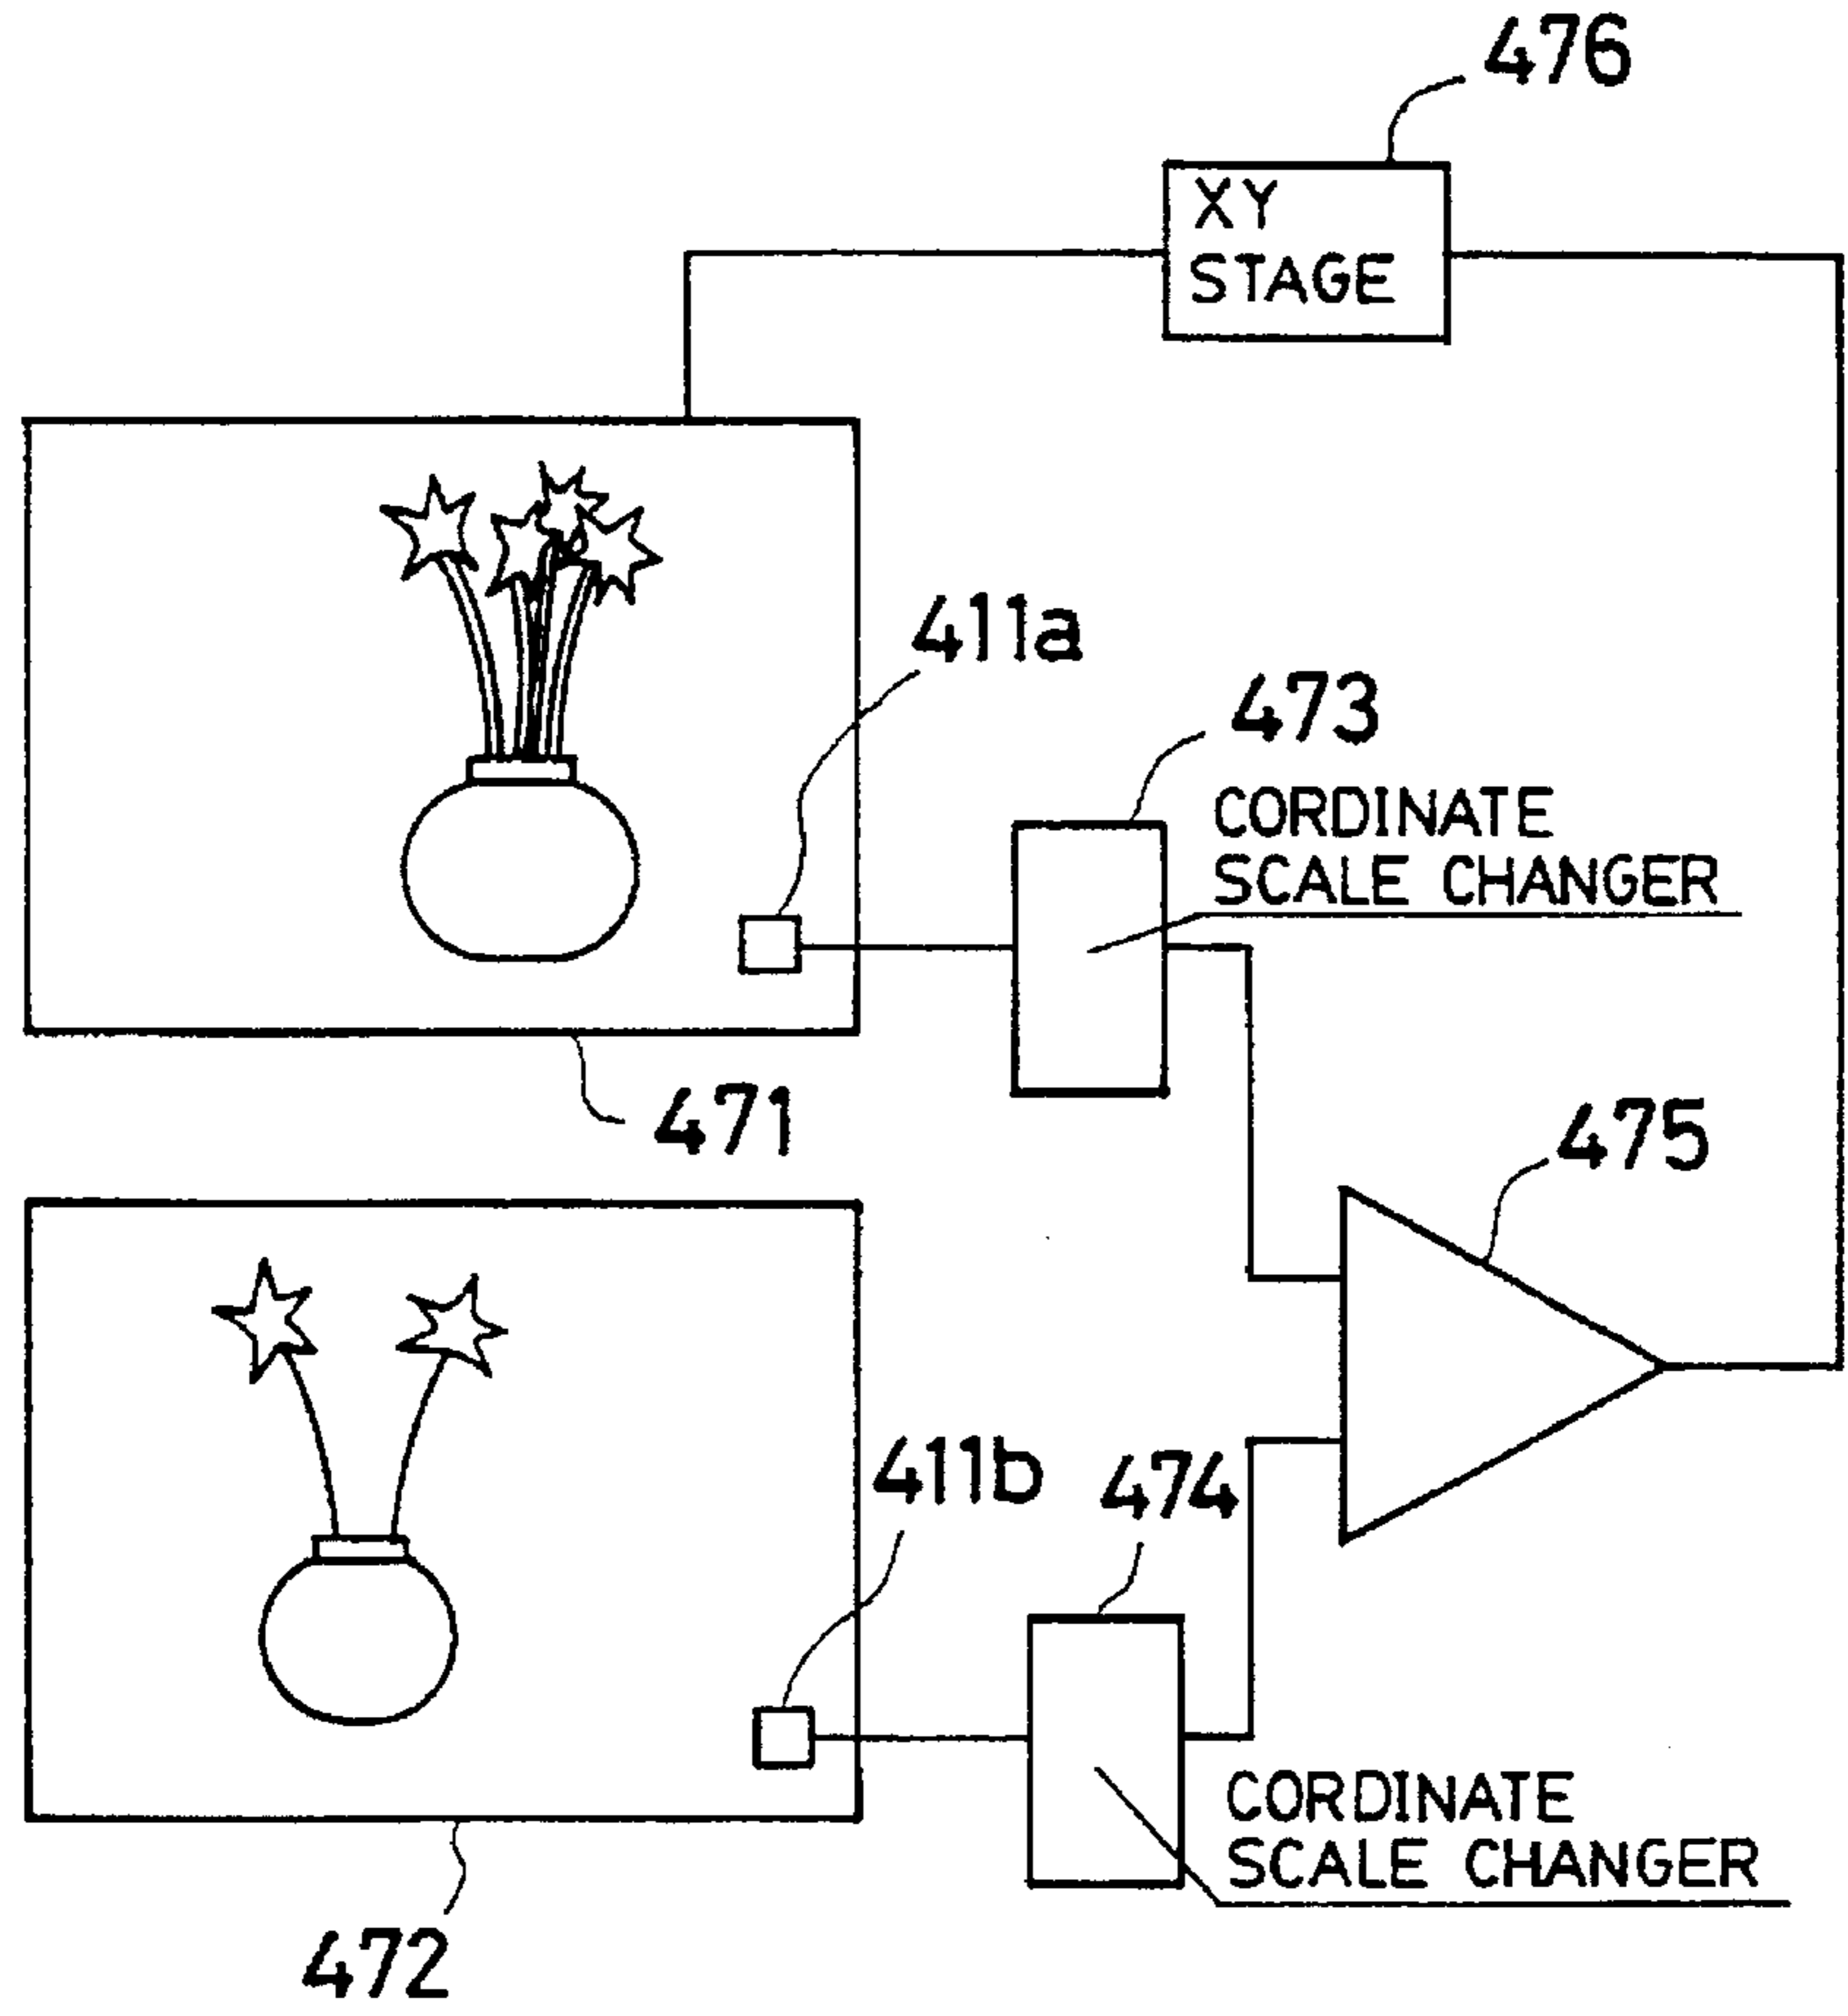 476
XY
STAGE
411a
473
CORDINATE
SCALE CHANGER
471
475
411b
474
CORDINATE
SCALE CHANGER
472